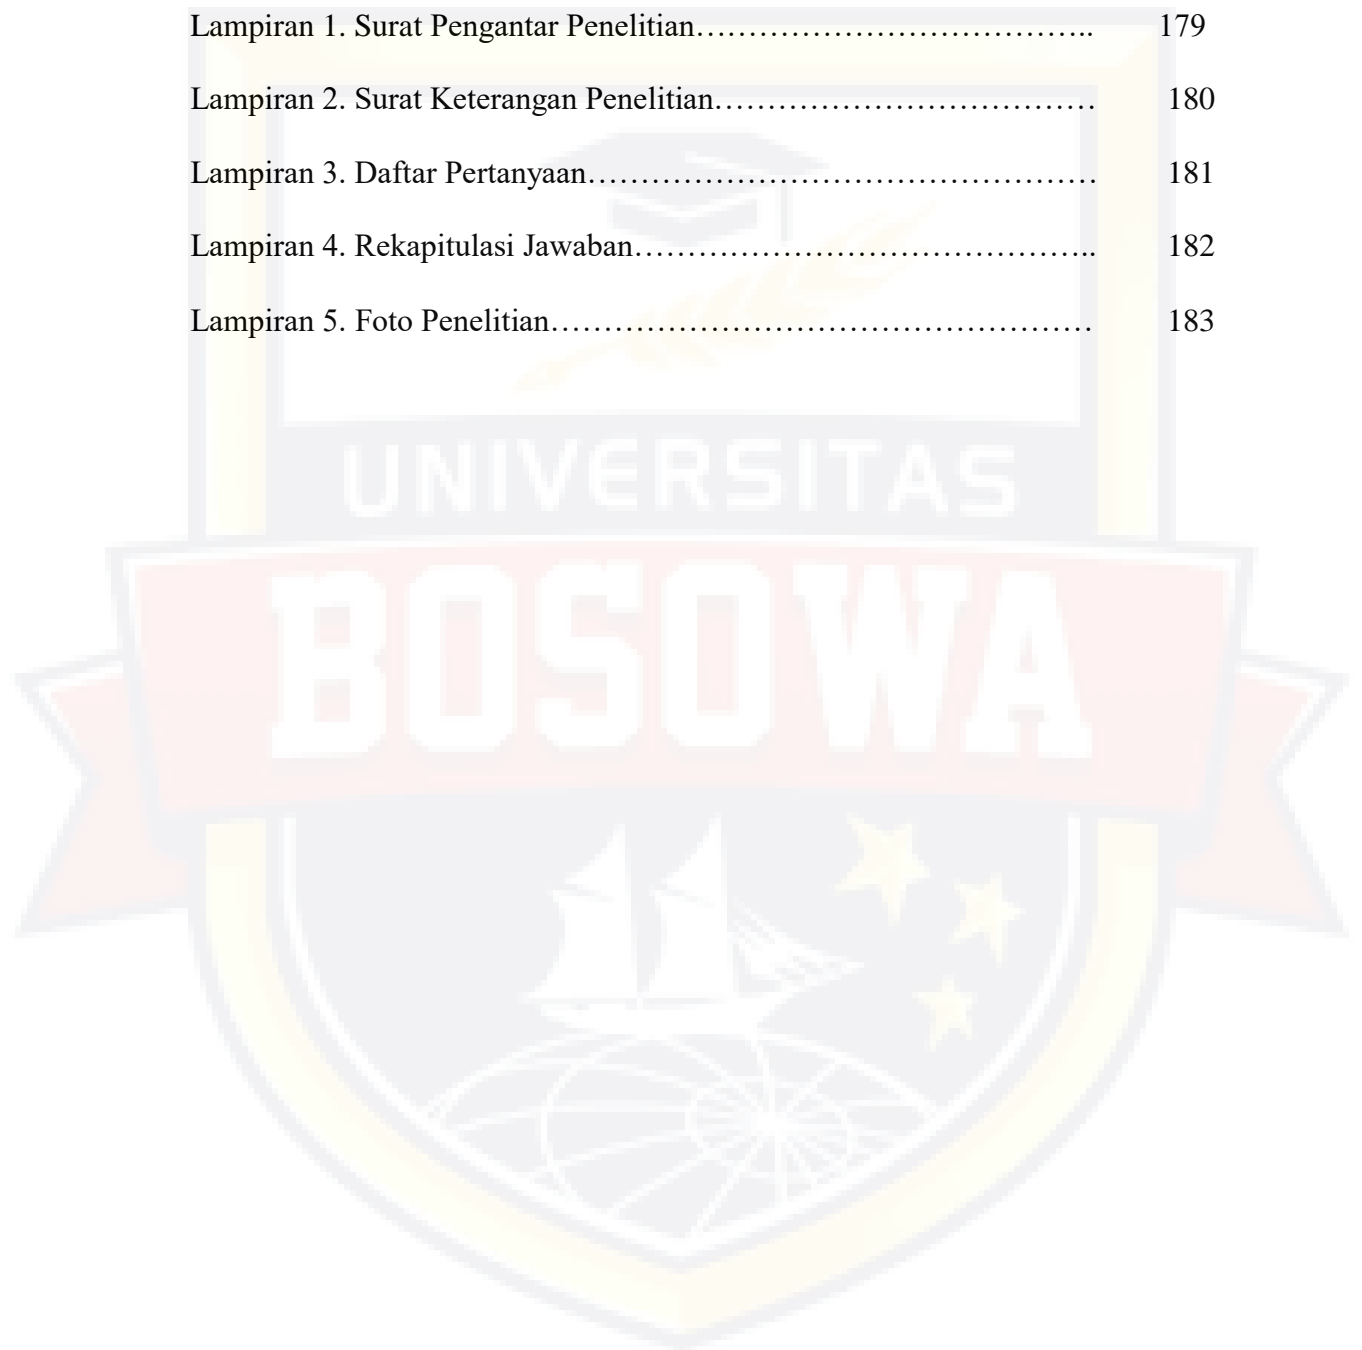 Lampiran 1. Surat Pengantar Penelitian……………………………….. 179
Lampiran 2. Surat Keterangan Penelitian……………………………… 180
Lampiran 3. Daftar Pertanyaan………………………………………… 181
Lampiran 4. Rekapitulasi Jawaban…………………………………….. 182
Lampiran 5. Foto Penelitian…………………………………………… 183
UNIVERSITAS
BOSOWA